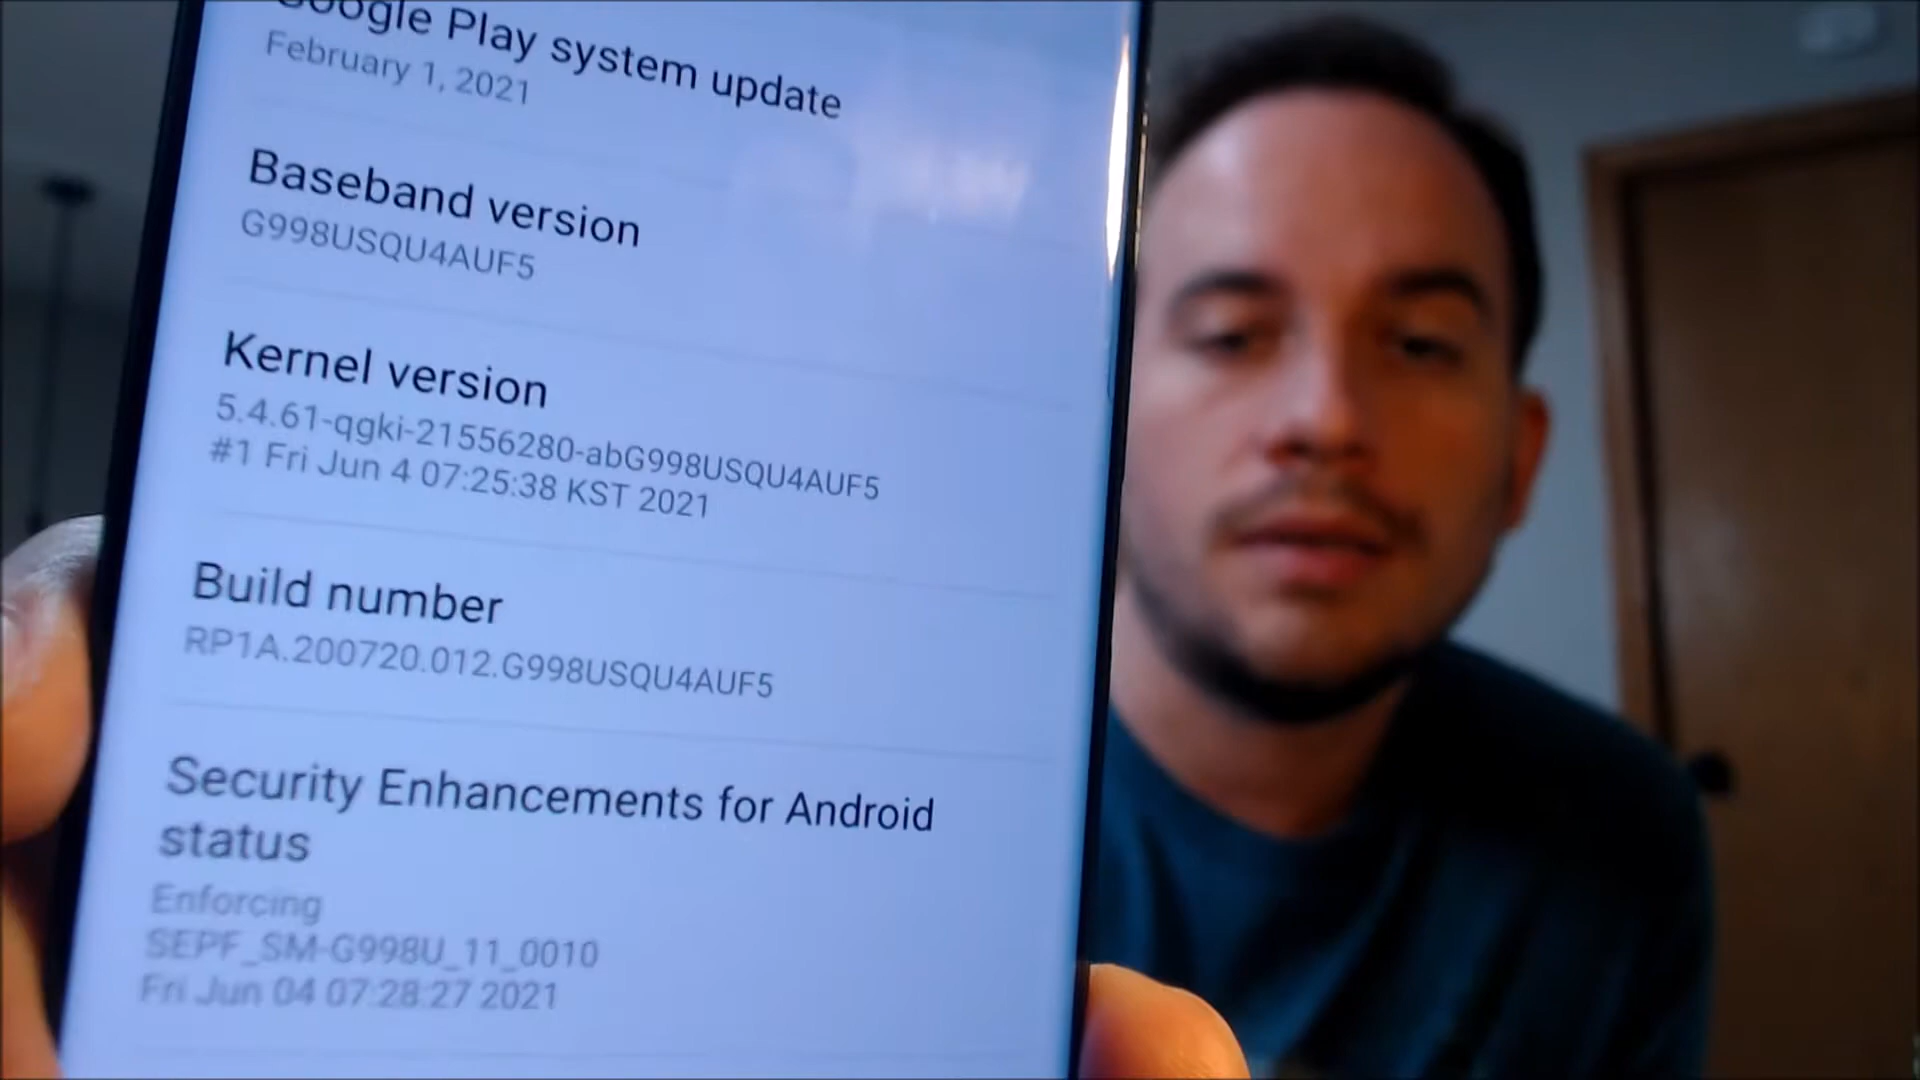 Google Play system update
February 1, 2021
Baseband version
G998USQU4AUF5
Kernel version
5.4.61-qgki-21556280-abG998USQU4AUF5
#1 Fri Jun 4 07:25:38 KST 2021
Build number
RP1A.200720.012.G998USQU4AUF5
Security Enhancements for Android
status
Enforcing
SEPF_SM-G998U_11_0010
Fri Jun 04 07:28:27 2021